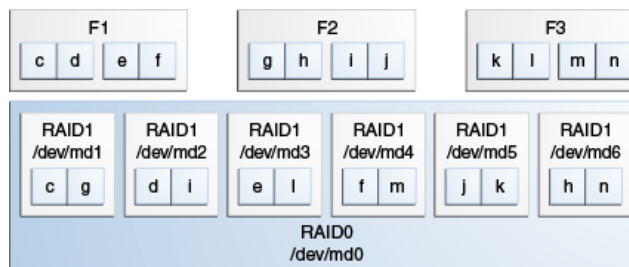 F1 F2 F3
c d e f g h i j k l m n
RAID1 RAID1 RAID1 RAID1 RAID1 RAID1
/dev/md1 /dev/md2 /dev/md3 /dev/md4 /dev/md5 /dev/md6
c g d i e l f m j k h n
RAID0
/dev/md0